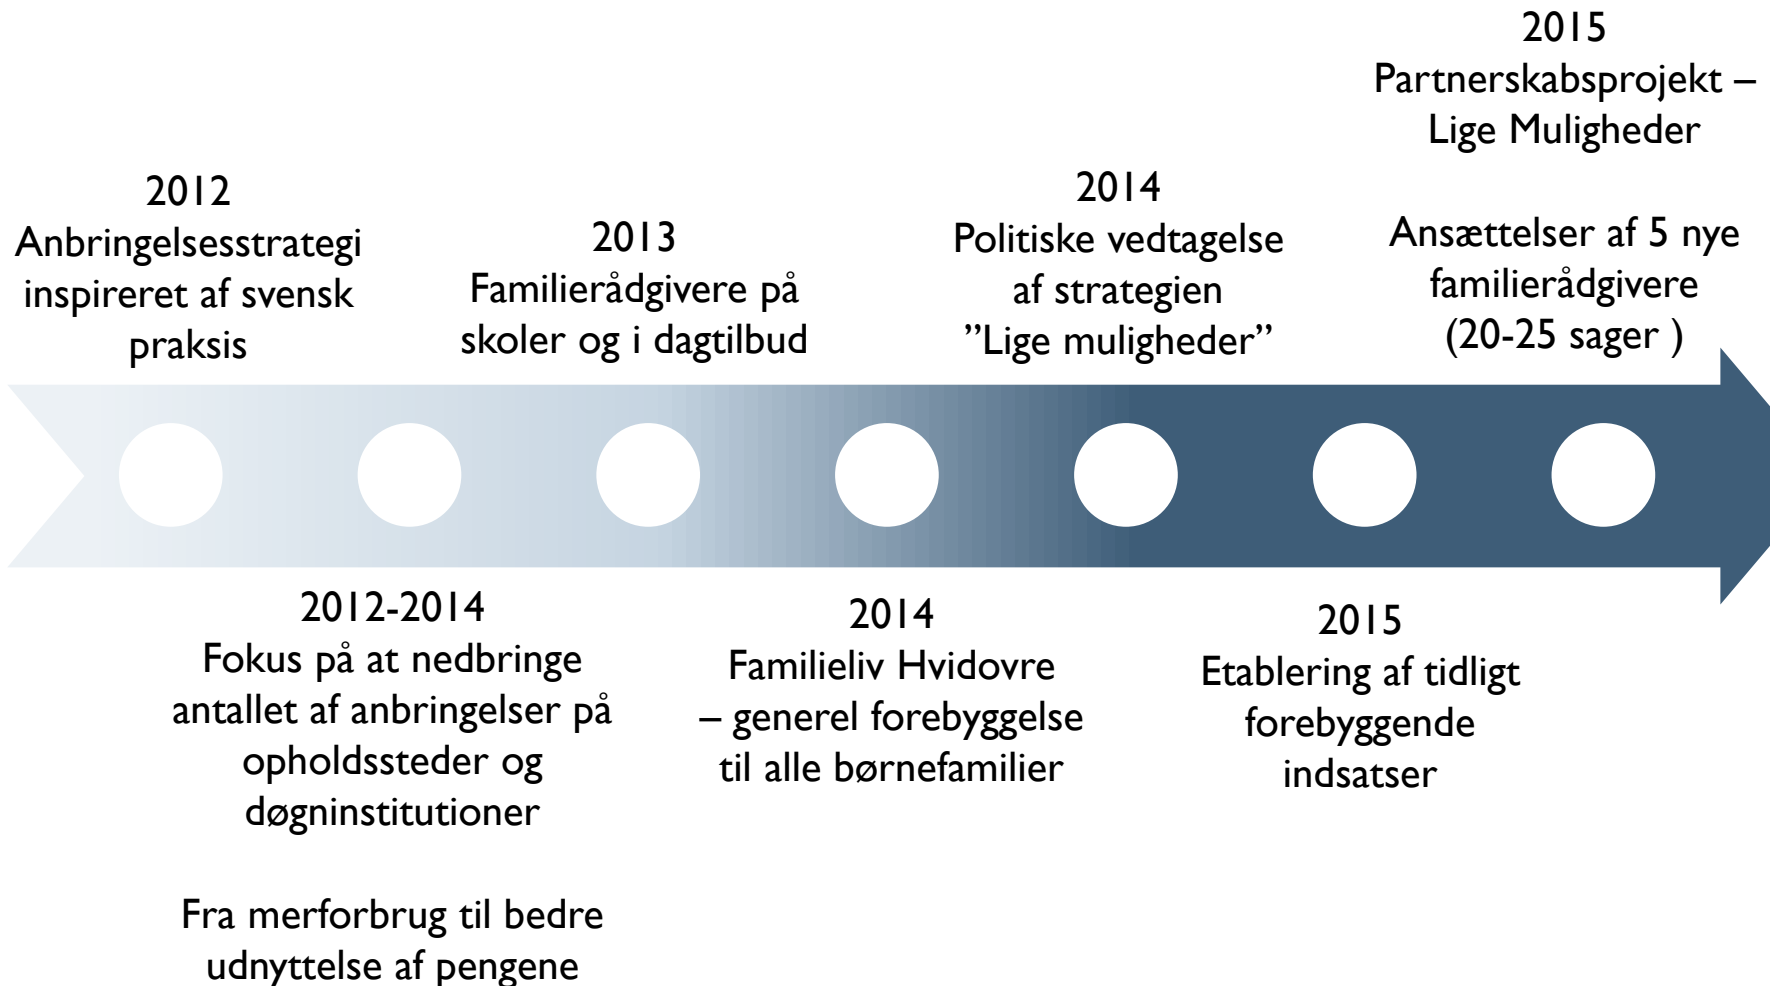 2012
Anbringelsesstrategi
inspireret af svensk
praksis
2012-2014
Fokus på at nedbringe
antallet af anbringelser på
opholdssteder og
døgninstitutioner
Fra merforbrug til bedre
udnyttelse af pengene
2013
Familierådgivere på
skoler og i dagtilbud
2014
Familieliv Hvidovre
– generel forebyggelse
til alle børnefamilier
2014
Politiske vedtagelse
af strategien
”Lige muligheder”
2015
Etablering af tidligt
forebyggende
indsatser
2015
Partnerskabsprojekt –
Lige Muligheder
Ansættelser af 5 nye
familierådgivere
(20-25 sager )